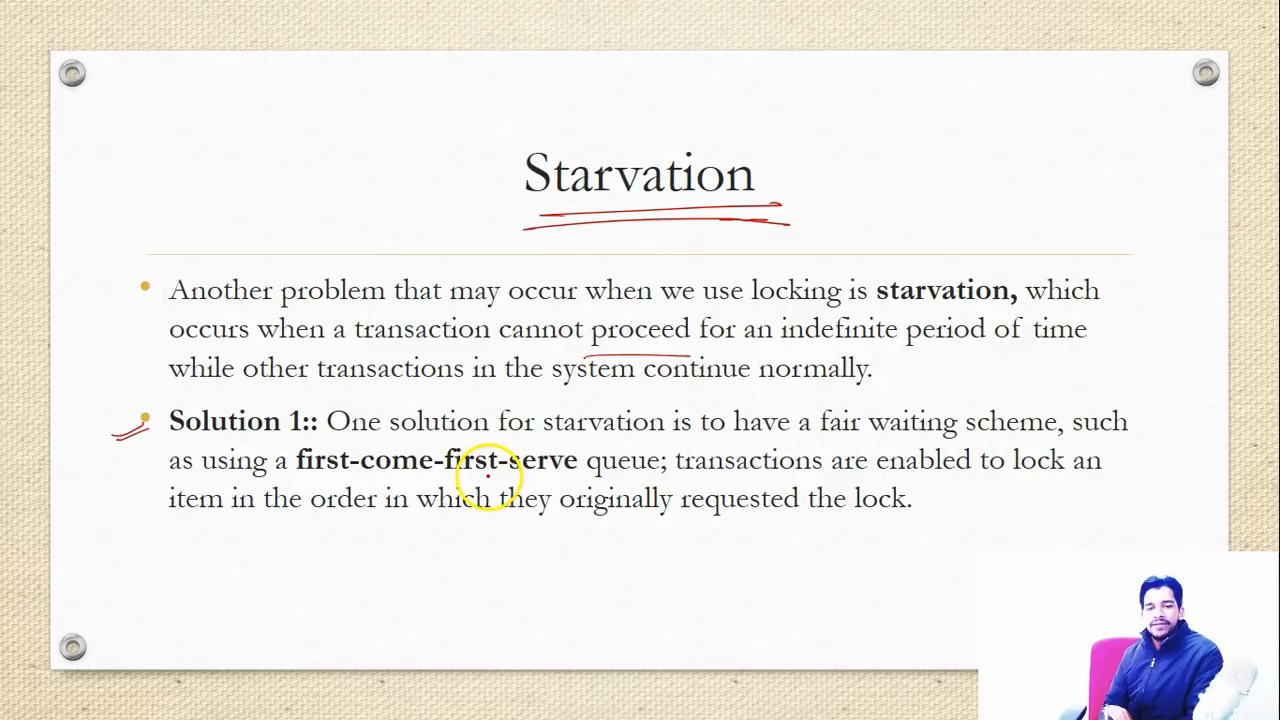 Starvation
Another problem that may occur when we use locking is starvation, which
occurs when a transaction cannot proceed for an indefinite period of time
while other transactions in the system continue normally.
Solution 1:: One solution for starvation is to have a fair waiting scheme, such
as using a first-come-first-serve queue; transactions are enabled to lock an
item in the order in which they originally requested the lock.